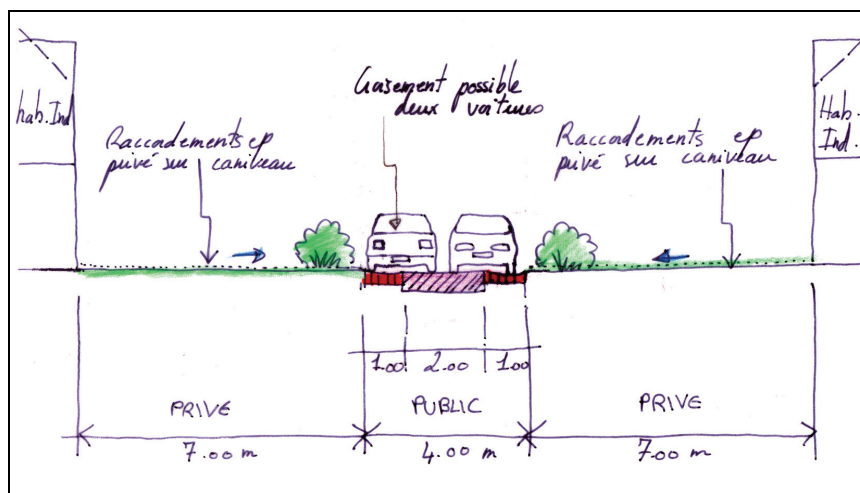 hab. Ind
Raccordements ep
privé sur caniveau
Croisement possible
deux voitures
Raccordements ep
privé sur caniveau
Hab.
Ind.
1.00
2.00
1.00
PRIVE
PUBLIC
PRIVE
7.00 m
4.00 m
7.00 m